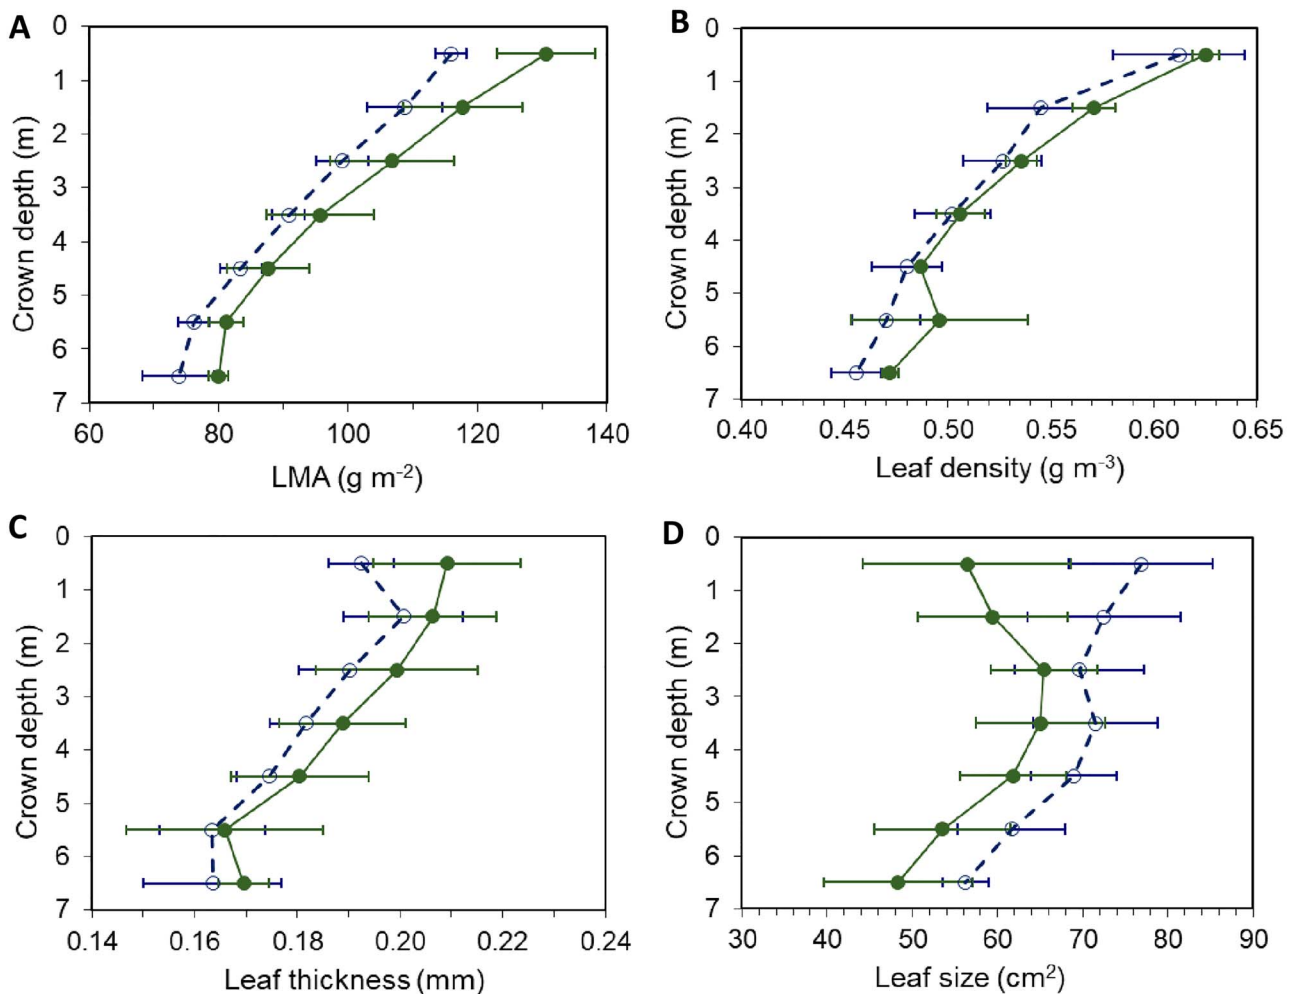 A
0
1
2
3
4
5
6
7
Crown depth (m)
60 80 100 120 140
LMA (g m⁻²)
B
0
1
2
3
4
5
6
7
Crown depth (m)
0.40 0.45 0.50 0.55 0.60 0.65
Leaf density (g m⁻³)
C
0
1
2
3
4
5
6
7
Crown depth (m)
0.14 0.16 0.18 0.20 0.22 0.24
Leaf thickness (mm)
D
0
1
2
3
4
5
6
7
Crown depth (m)
30 40 50 60 70 80 90
Leaf size (cm²)